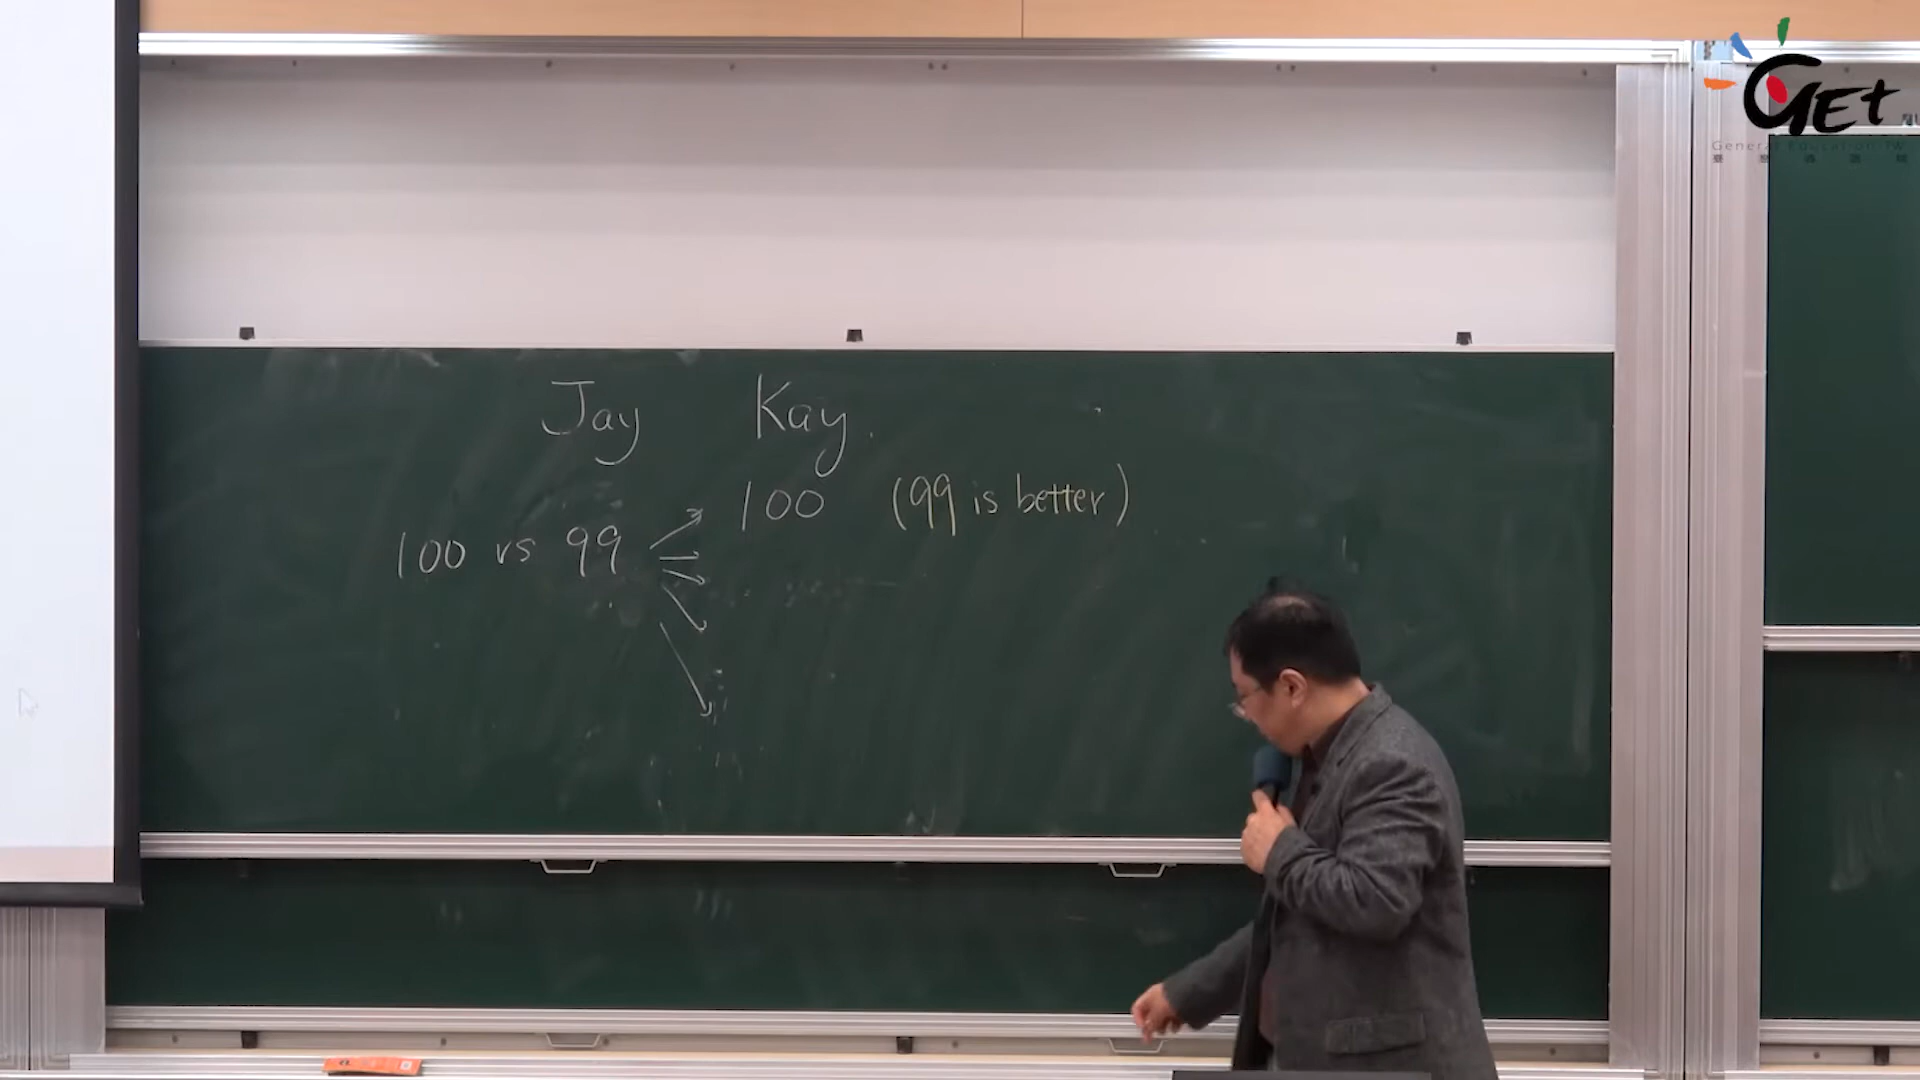 Jay Kay.
100 (99 is better)
100 vs 99
GET
General Education TW